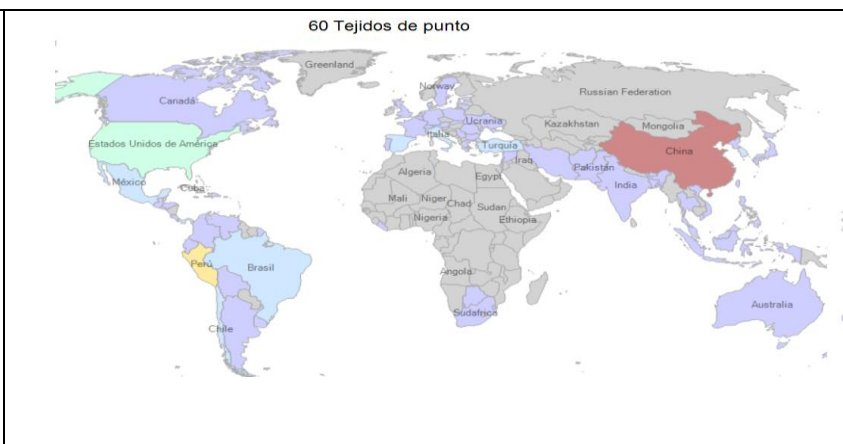 60 Tejidos de punto
Greenland
Norway
Russian Federation
Canadá
Ucrania
Kazakhstan
Mongolia
Estados Unidos de América
Italia
Turquía
China
Iraq
Pakistán
México
Cuba
Algeria
Egypt
India
Mali
Niger
Chad
Sudan
Nigeria
Ethiopia
Perú
Brasil
Angola
Australia
Chile
Sudafrica